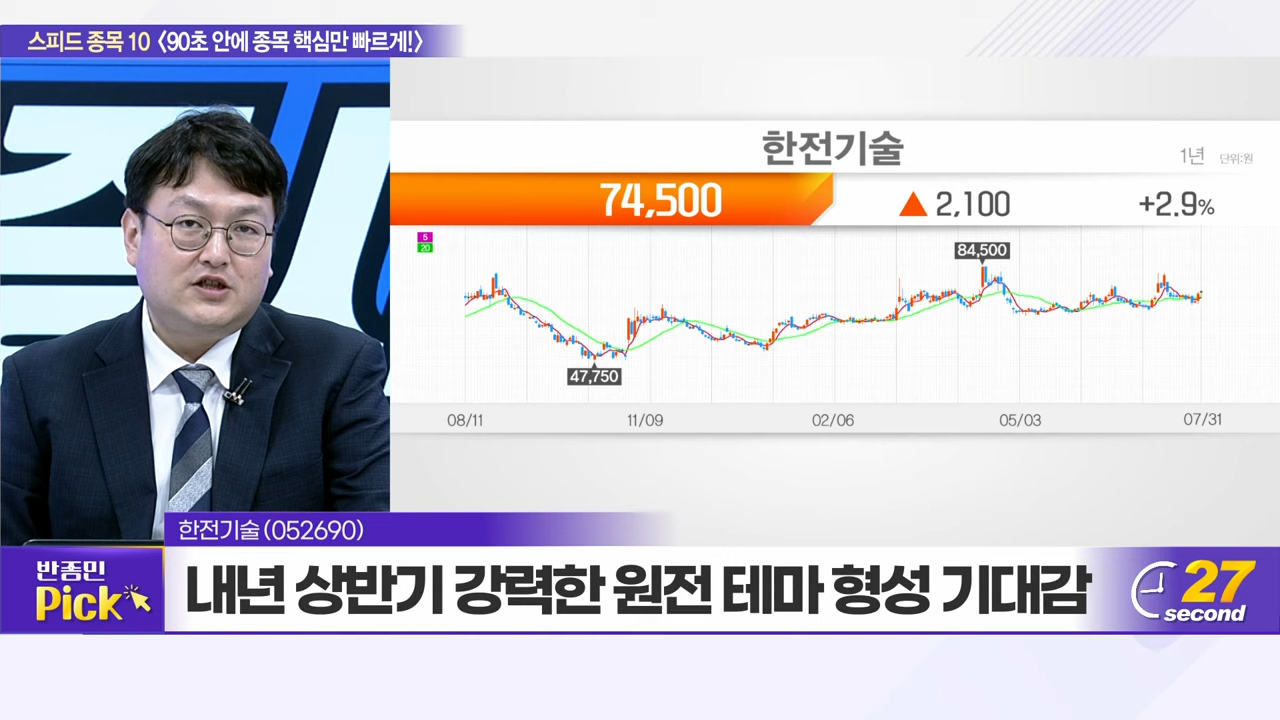 스피드 종목 10 〈90초 안에 종목 핵심만 빠르게!〉
한전기술
1년 단위:원
74,500 ▲ 2,100 +2.9%
5
20
84,500
47,750
08/11 11/09 02/06 05/03 07/31
한전기술(052690)
반종민
Pick
내년 상반기 강력한 원전 테마 형성 기대감
27
second